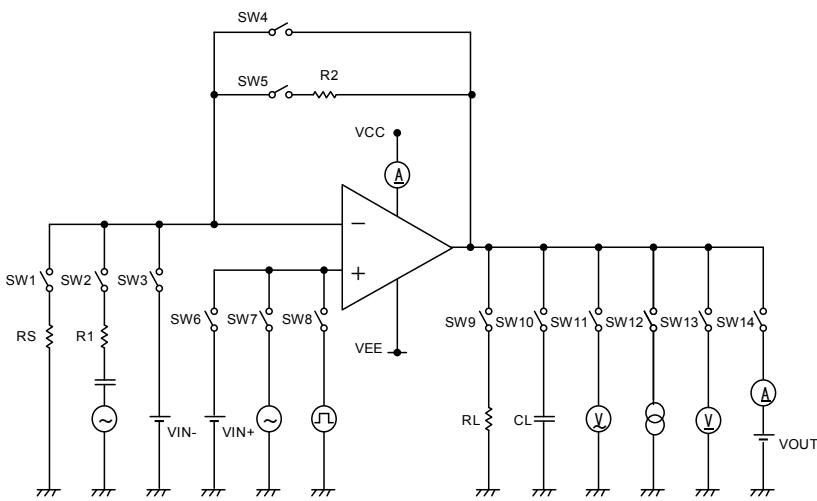 SW4
SW5 R2
VCC
A
−
+
SW1 SW2 SW3
SW6 SW7 SW8
SW9 SW10 SW11 SW12 SW13 SW14
RS R1
VEE
VIN- VIN+
RL CL V V A
VOUT